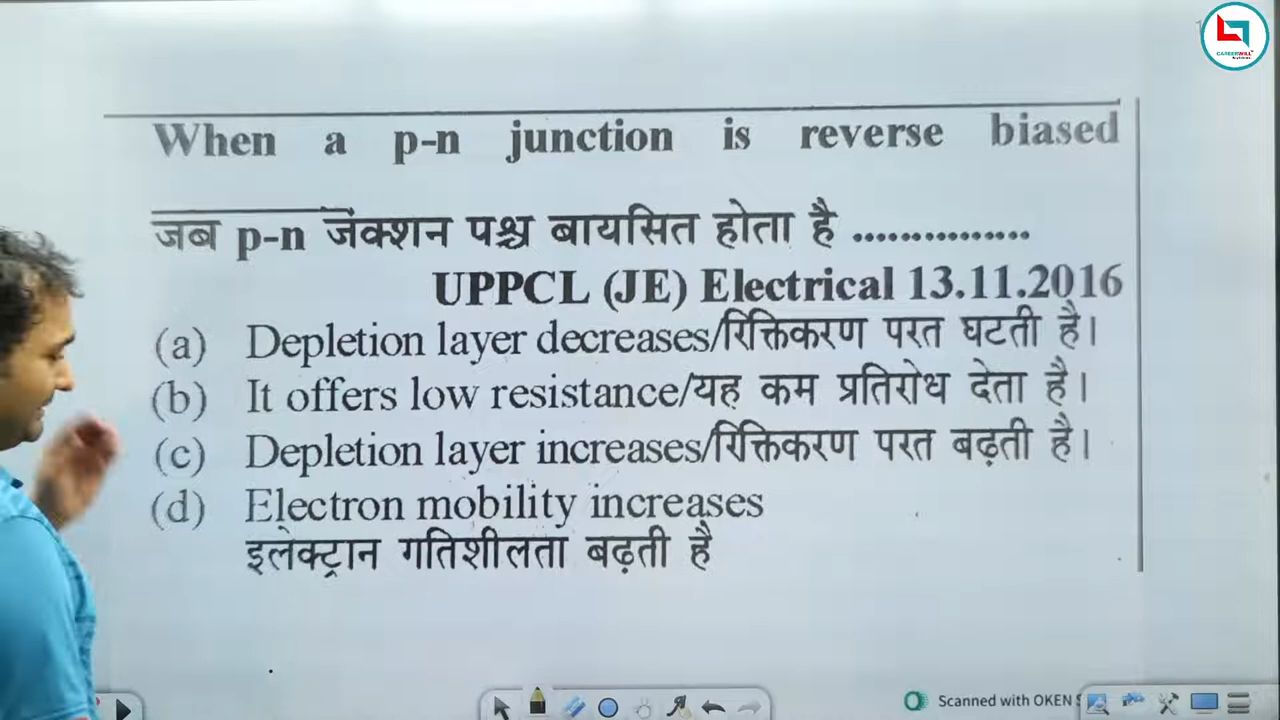 CAREERWILL
When a p-n junction is reverse biased
जब p-n जंक्शन पश्च बायसित होता है ...............
UPPCL (JE) Electrical 13.11.2016
(a) Depletion layer decreases/रिक्तिकरण परत घटती है।
(b) It offers low resistance/यह कम प्रतिरोध देता है।
(c) Depletion layer increases/रिक्तिकरण परत बढ़ती है।
(d) Electron mobility increases
इलेक्ट्रान गतिशीलता बढ़ती है
Scanned with OKEN